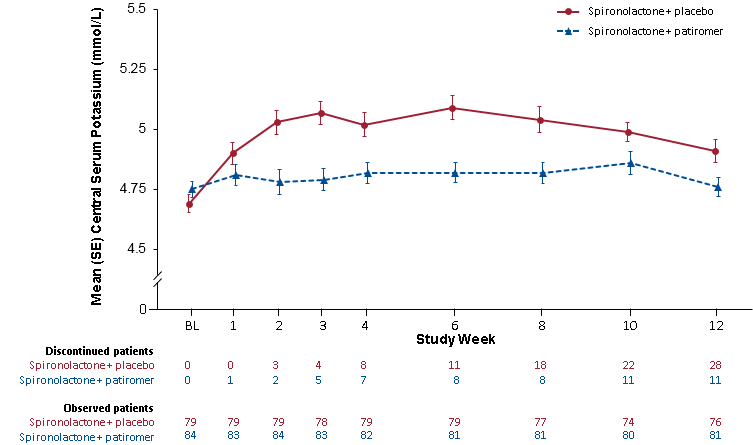 5.5
Spironolactone+ placebo
Spironolactone+ patiromer
5.25
5
4.75
4.5
0
Mean (SE) Central Serum Potassium (mmol/L)
BL 1 2 3 4 6 8 10 12
Study Week
Discontinued patients
Spironolactone+ placebo 0 0 3 4 8 11 18 22 28
Spironolactone+ patiromer 0 1 2 5 7 8 8 11 11
Observed patients
Spironolactone+ placebo 79 79 79 78 79 79 77 74 76
Spironolactone+ patiromer 84 83 84 83 82 81 81 80 81